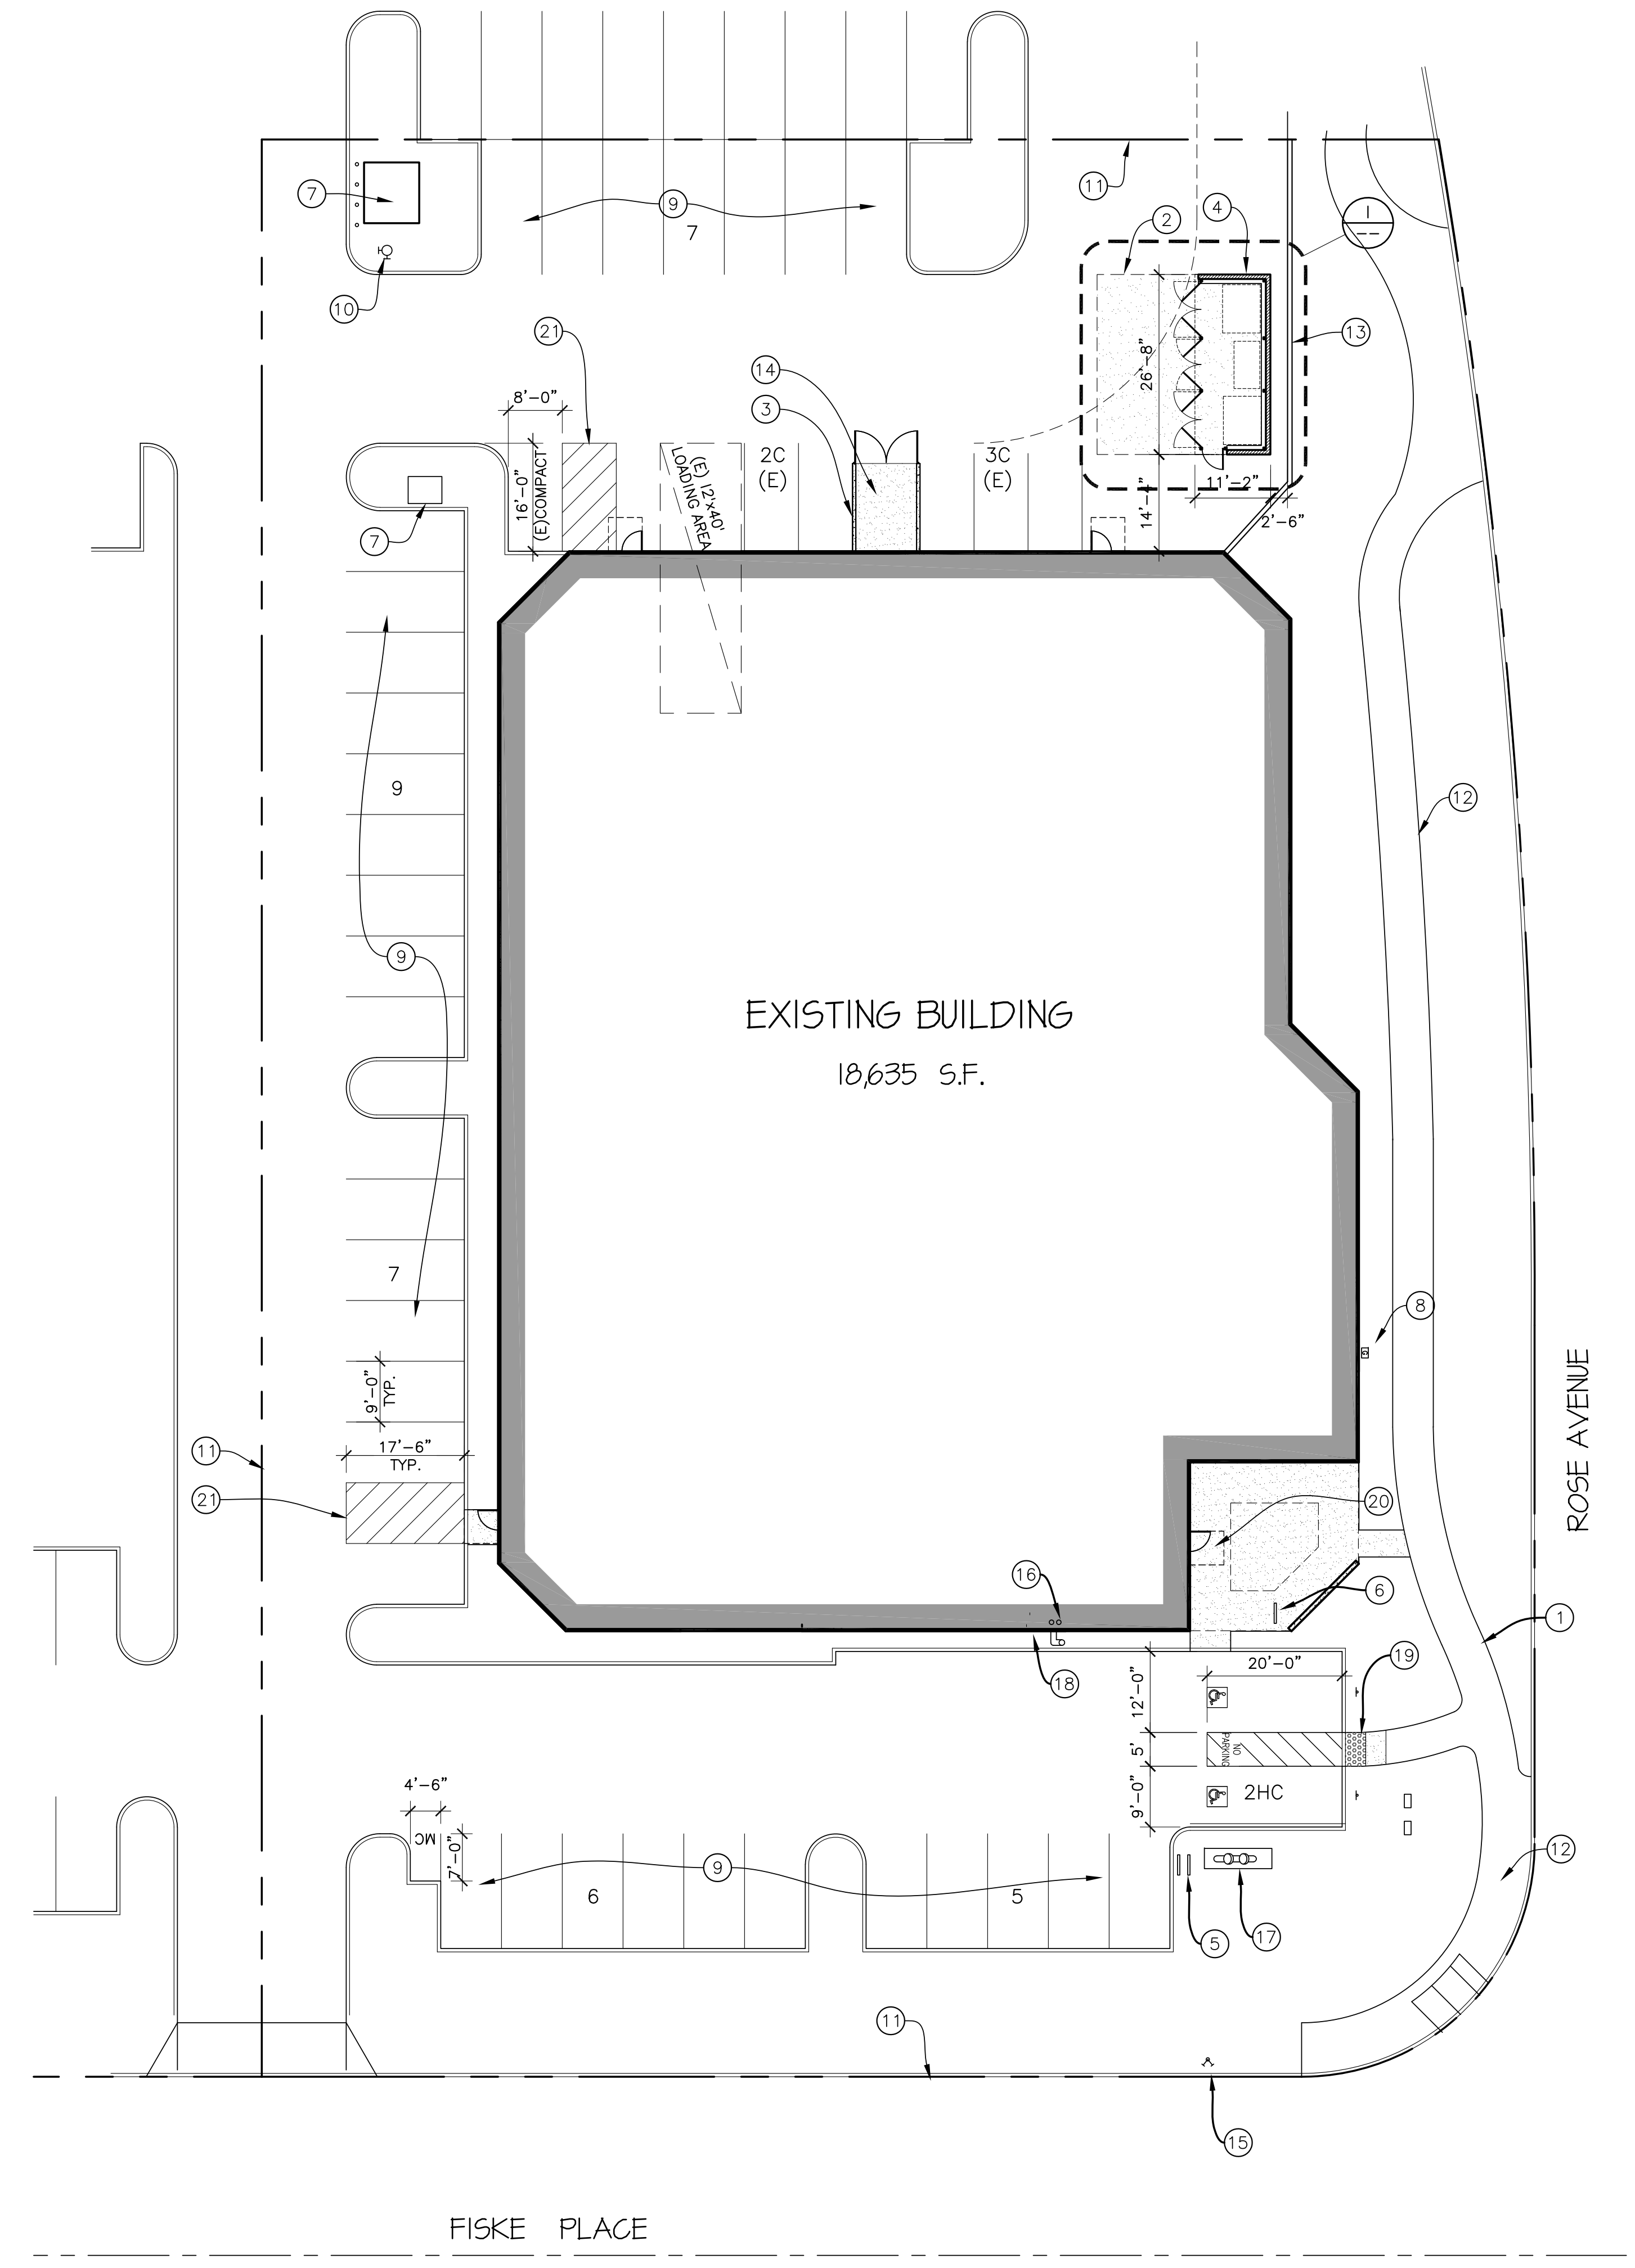 7
9
7
11
2
4
I
--
10
21
14
3
13
8'-0"
26'-8"
16'-0"
(E)COMPACT
(E) 12'x40'
LOADING AREA
2C
(E)
3C
(E)
11'-2"
14'-4"
2'-6"
7
9
12
9
EXISTING BUILDING
18,635 S.F.
7
8
9'-0"
TYP.
ROSE AVENUE
11
17'-6"
TYP.
21
20
16
6
1
18
19
20'-0"
12'-0"
5'
9'-0"
NO
PARKING
2HC
4'-6"
MC
7'-0"
9
6
5
5
17
12
11
15
FISKE PLACE